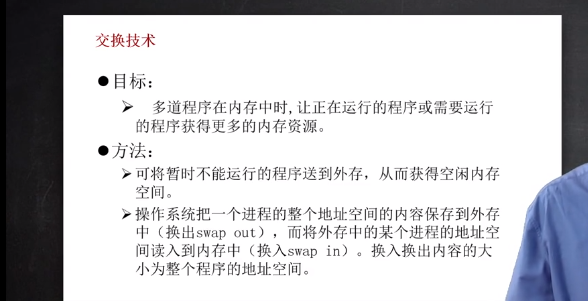 交换技术
●目标：
➢ 多道程序在内存中时,让正在运行的程序或需要运行
的程序获得更多的内存资源。
●方法：
➢可将暂时不能运行的程序送到外存，从而获得空闲内存
空间。
➢操作系统把一个进程的整个地址空间的内容保存到外存
中（换出swap out），而将外存中的某个进程的地址空
间读入到内存中（换入swap in）。换入换出内容的大
小为整个程序的地址空间。